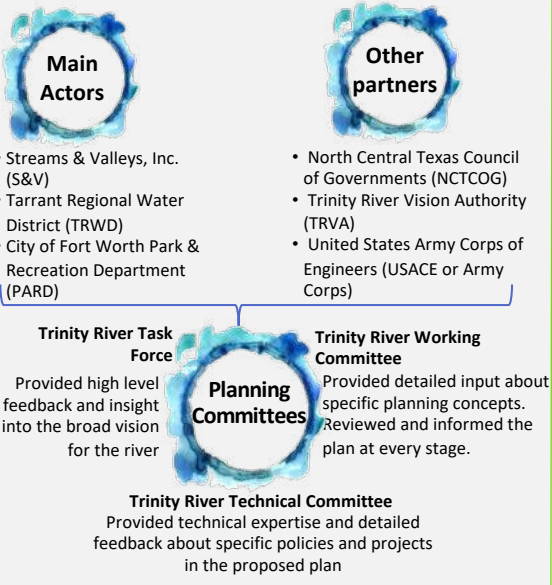 Main
Actors
• Streams & Valleys, Inc.
(S&V)
• Tarrant Regional Water
District (TRWD)
• City of Fort Worth Park &
Recreation Department
(PARD)
Other
partners
• North Central Texas Council
of Governments (NCTCOG)
• Trinity River Vision Authority
(TRVA)
• United States Army Corps of
Engineers (USACE or Army
Corps)
Trinity River Task
Force
Provided high level
feedback and insight
into the broad vision
for the river
Planning
Committees
Trinity River Working
Committee
Provided detailed input about
specific planning concepts.
Reviewed and informed the
plan at every stage.
Trinity River Technical Committee
Provided technical expertise and detailed
feedback about specific policies and projects
in the proposed plan